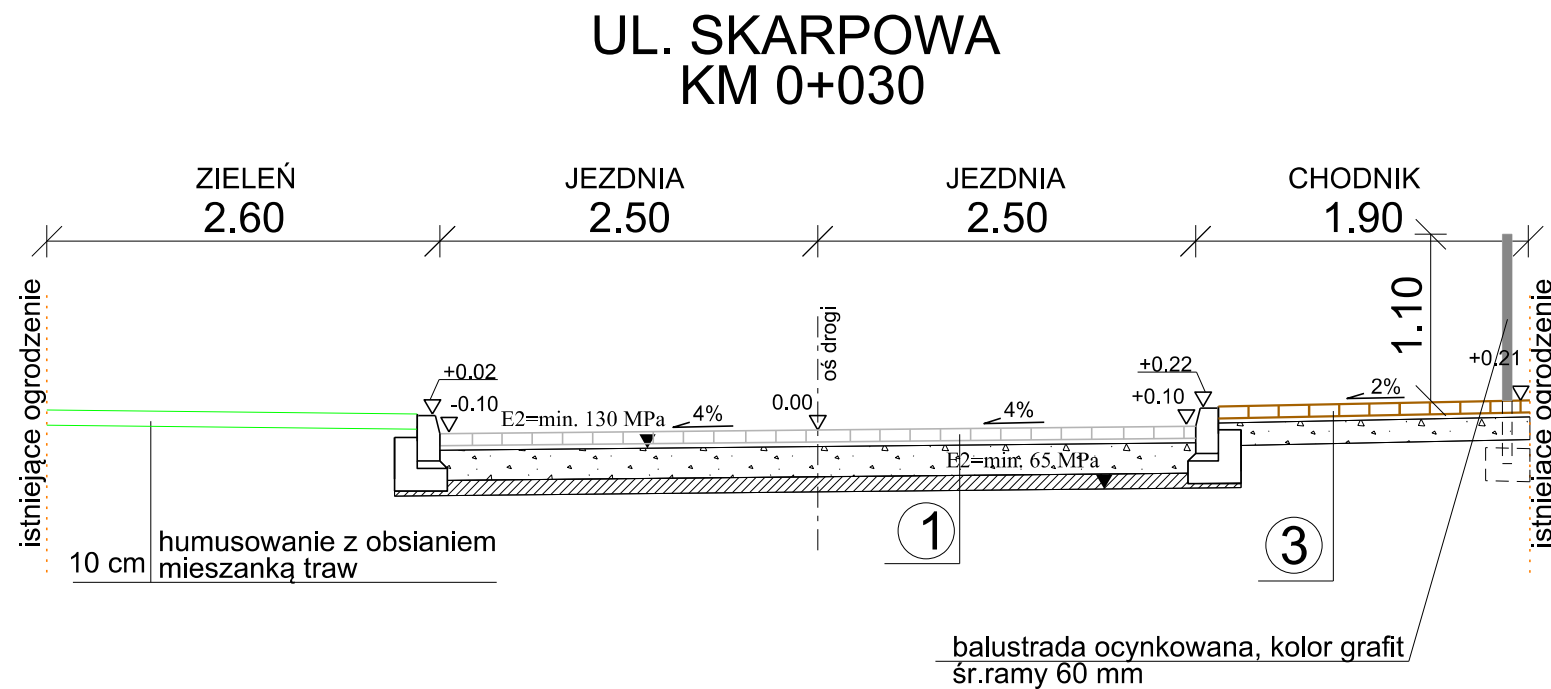 UL. SKARPOWA
KM 0+030
ZIELEŃ
2.60
JEZDNIA
2.50
JEZDNIA
2.50
CHODNIK
1.90
istniejące ogrodzenie
+0.02
-0.10
E2=min. 130 MPa
4%
0.00
oś drogi
4%
E2=min. 65 MPa
+0.22
+0.10
2%
1.10
+0.21
istniejące ogrodzenie
10 cm
humusowanie z obsianiem
mieszanką traw
1
3
balustrada ocynkowana, kolor grafit
śr.ramy 60 mm